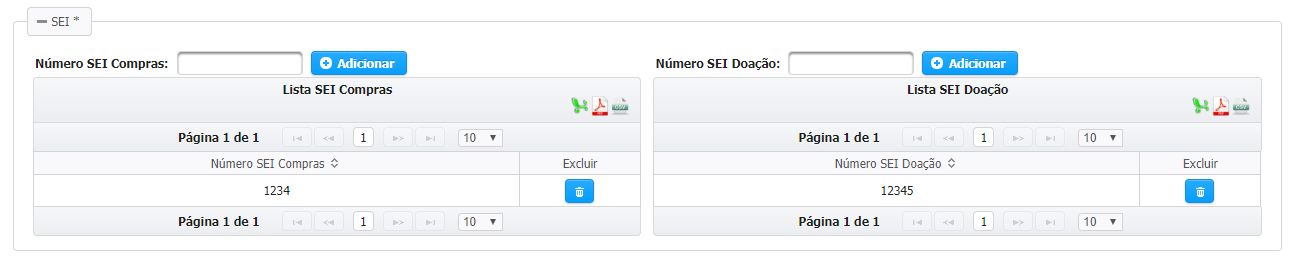 SEI *
Número SEI Compras: Adicionar
Lista SEI Compras
Página 1 de 1 1 10
Número SEI Compras Excluir
1234
Página 1 de 1 1 10
Número SEI Doação: Adicionar
Lista SEI Doação
Página 1 de 1 1 10
Número SEI Doação Excluir
12345
Página 1 de 1 1 10